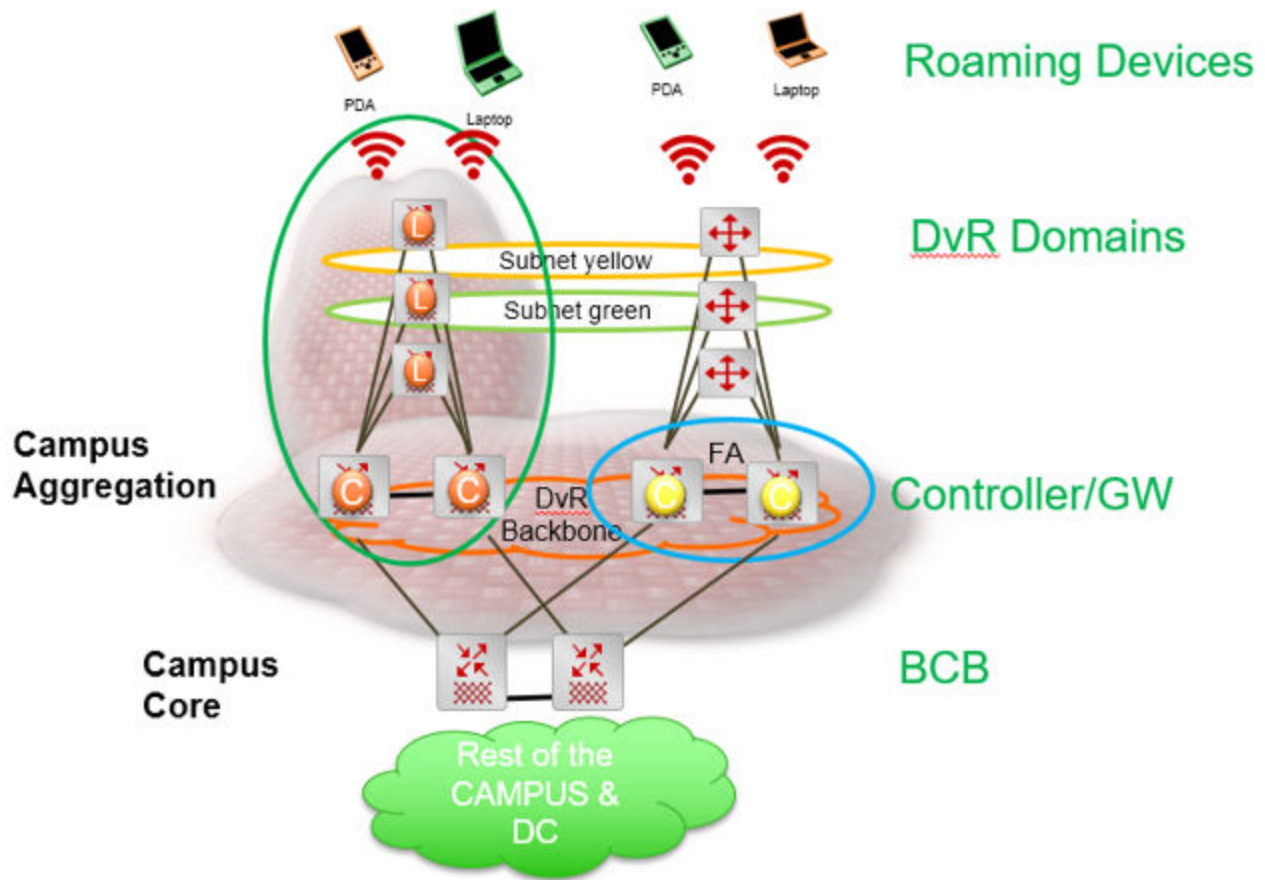 Roaming Devices
PDA
Laptop
PDA
Laptop
L
DvR Domains
Subnet yellow
L
Subnet green
L
Campus
Aggregation
FA
C
C
C
C
DvR
Backbone
Controller/GW
Campus
Core
BCB
Rest of the
CAMPUS &
DC